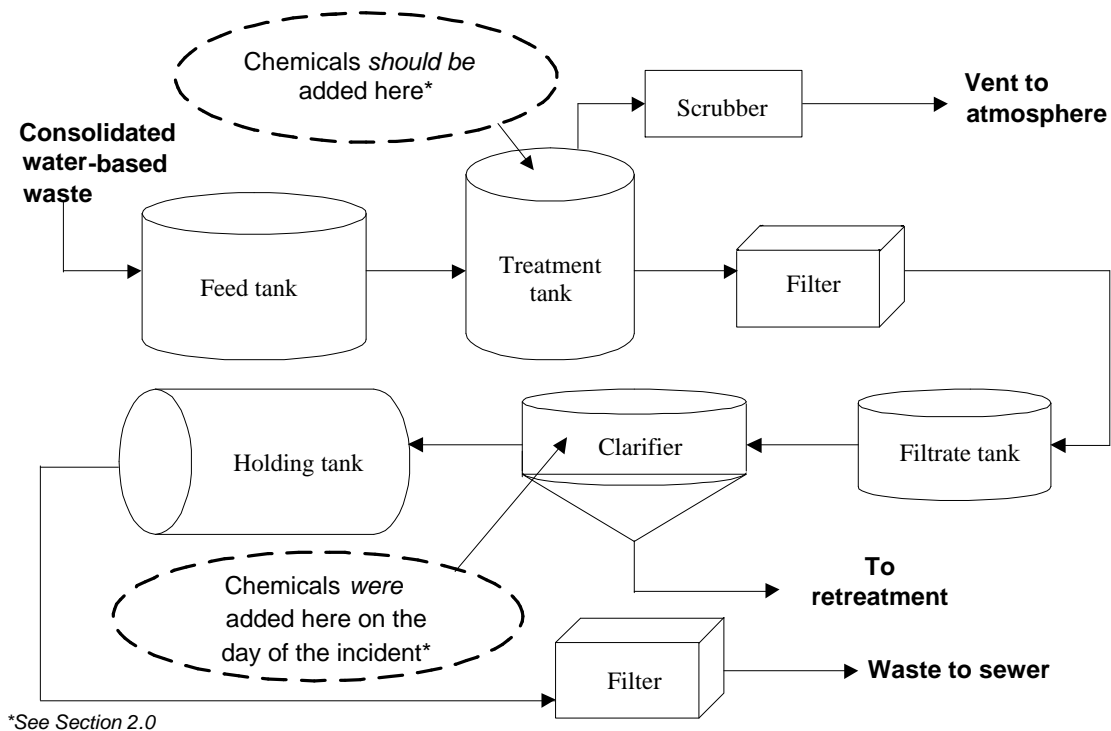 Chemicals should be
added here*
Scrubber
Vent to
atmosphere
Consolidated
water-based
waste
Feed tank
Treatment
tank
Filter
Holding tank
Clarifier
Filtrate tank
Chemicals were
added here on the
day of the incident*
To
retreatment
Filter
Waste to sewer
*See Section 2.0